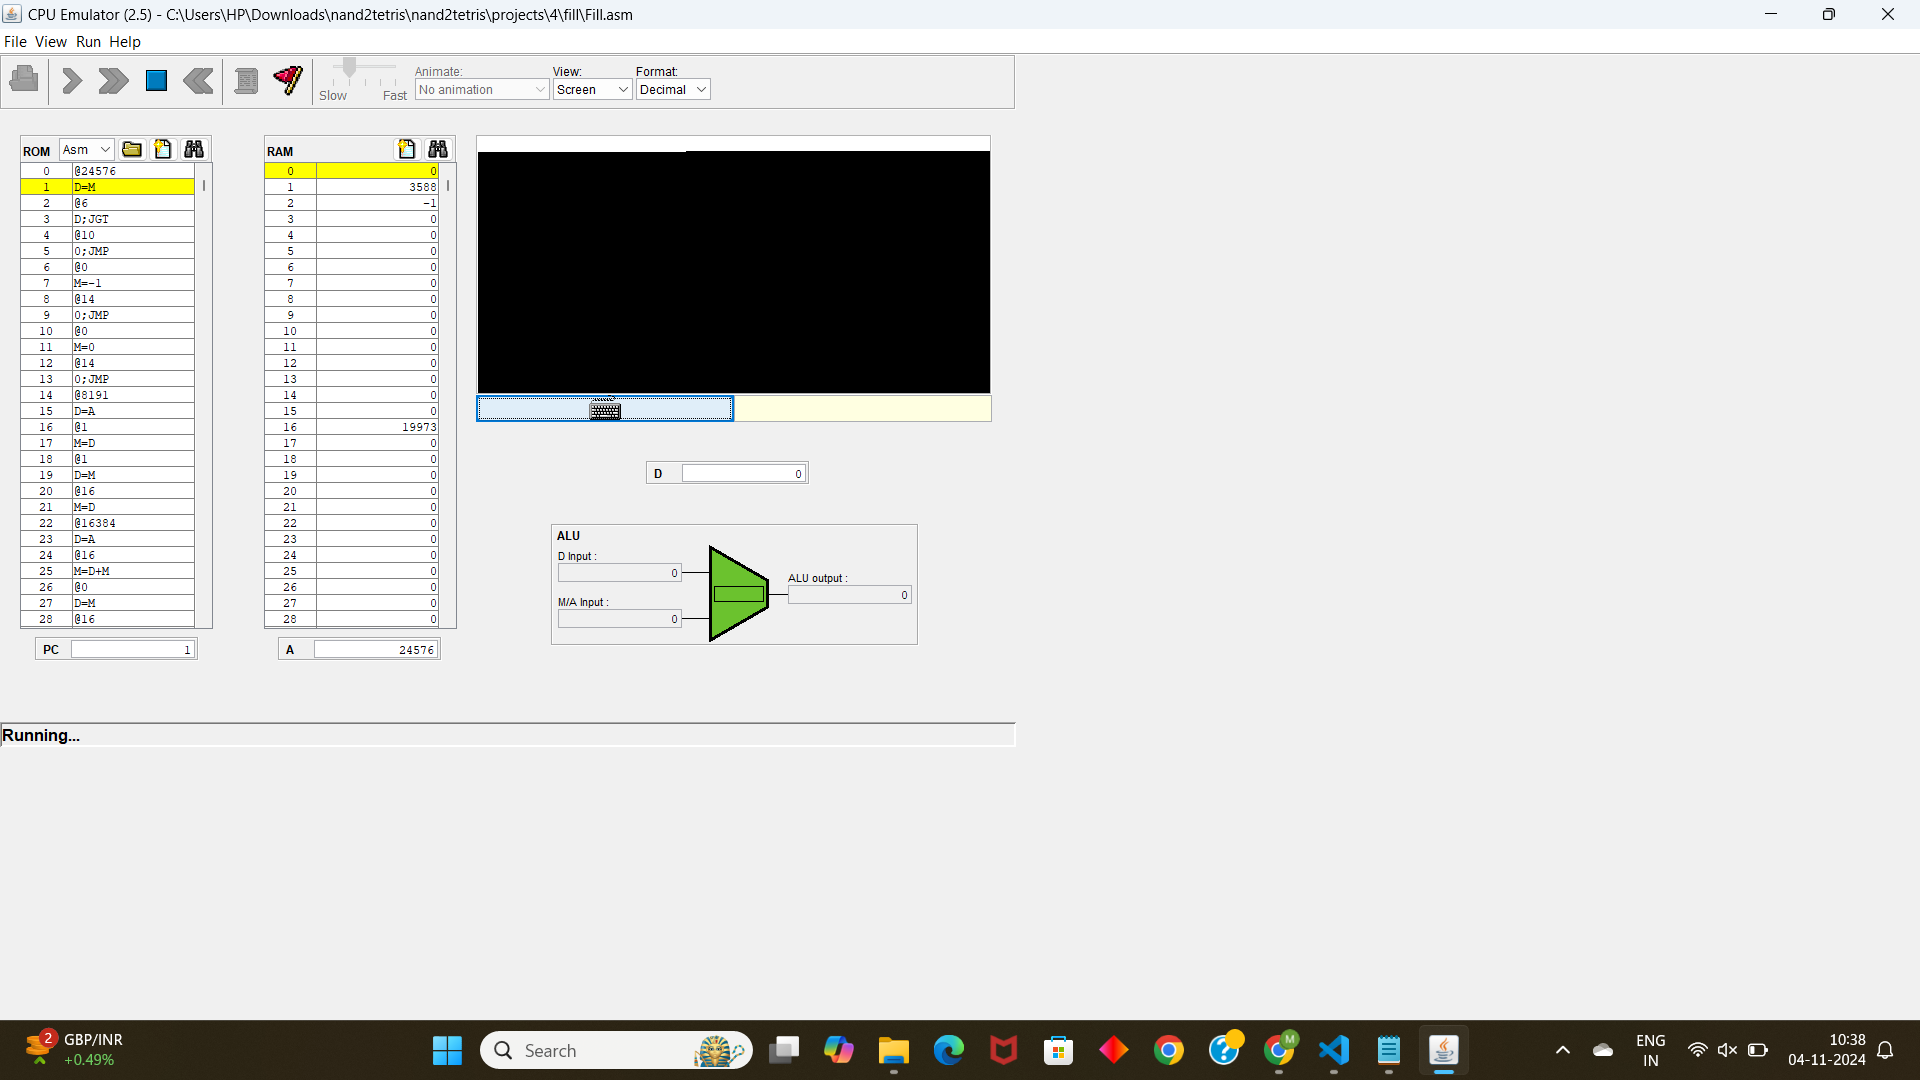 CPU Emulator (2.5) - C:\Users\HP\Downloads\nand2tetris\nand2tetris\projects\4\fill\Fill.asm
File View Run Help
Slow Fast
Animate:
No animation
View:
Screen
Format:
Decimal
ROM Asm
0 @24576
1 D=M
2 @6
3 D;JGT
4 @10
5 0;JMP
6 @0
7 M=-1
8 @14
9 0;JMP
10 @0
11 M=0
12 @14
13 0;JMP
14 @8191
15 D=A
16 @1
17 M=D
18 @1
19 D=M
20 @16
21 M=D
22 @16384
23 D=A
24 @16
25 M=D+M
26 @0
27 D=M
28 @16
PC 1
RAM
0 0
1 3588
2 -1
3 0
4 0
5 0
6 0
7 0
8 0
9 0
10 0
11 0
12 0
13 0
14 0
15 0
16 19973
17 0
18 0
19 0
20 0
21 0
22 0
23 0
24 0
25 0
26 0
27 0
28 0
A 24576
D 0
ALU
D Input :
0
M/A Input :
0
ALU output :
0
Running...
2
GBP/INR
+0.49%
Search
M
ENG
IN
10:38
04-11-2024